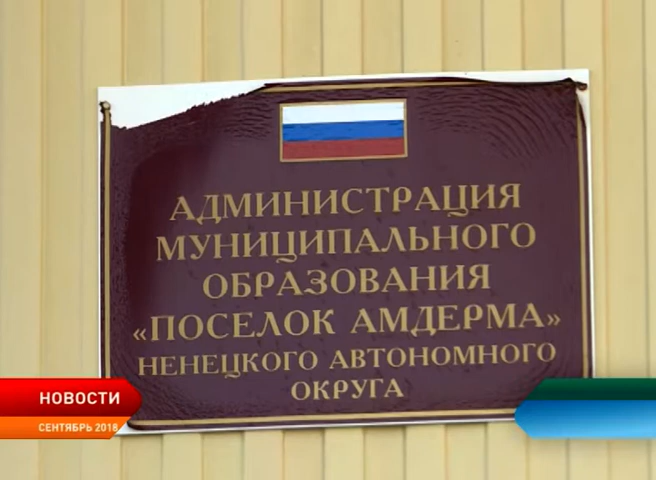 АДМИНИСТРАЦИЯ
МУНИЦИПАЛЬНОГО
ОБРАЗОВАНИЯ
«ПОСЕЛОК АМДЕРМА»
НЕНЕЦКОГО АВТОНОМНОГО
ОКРУГА
НОВОСТИ
СЕНТЯБРЬ 2018